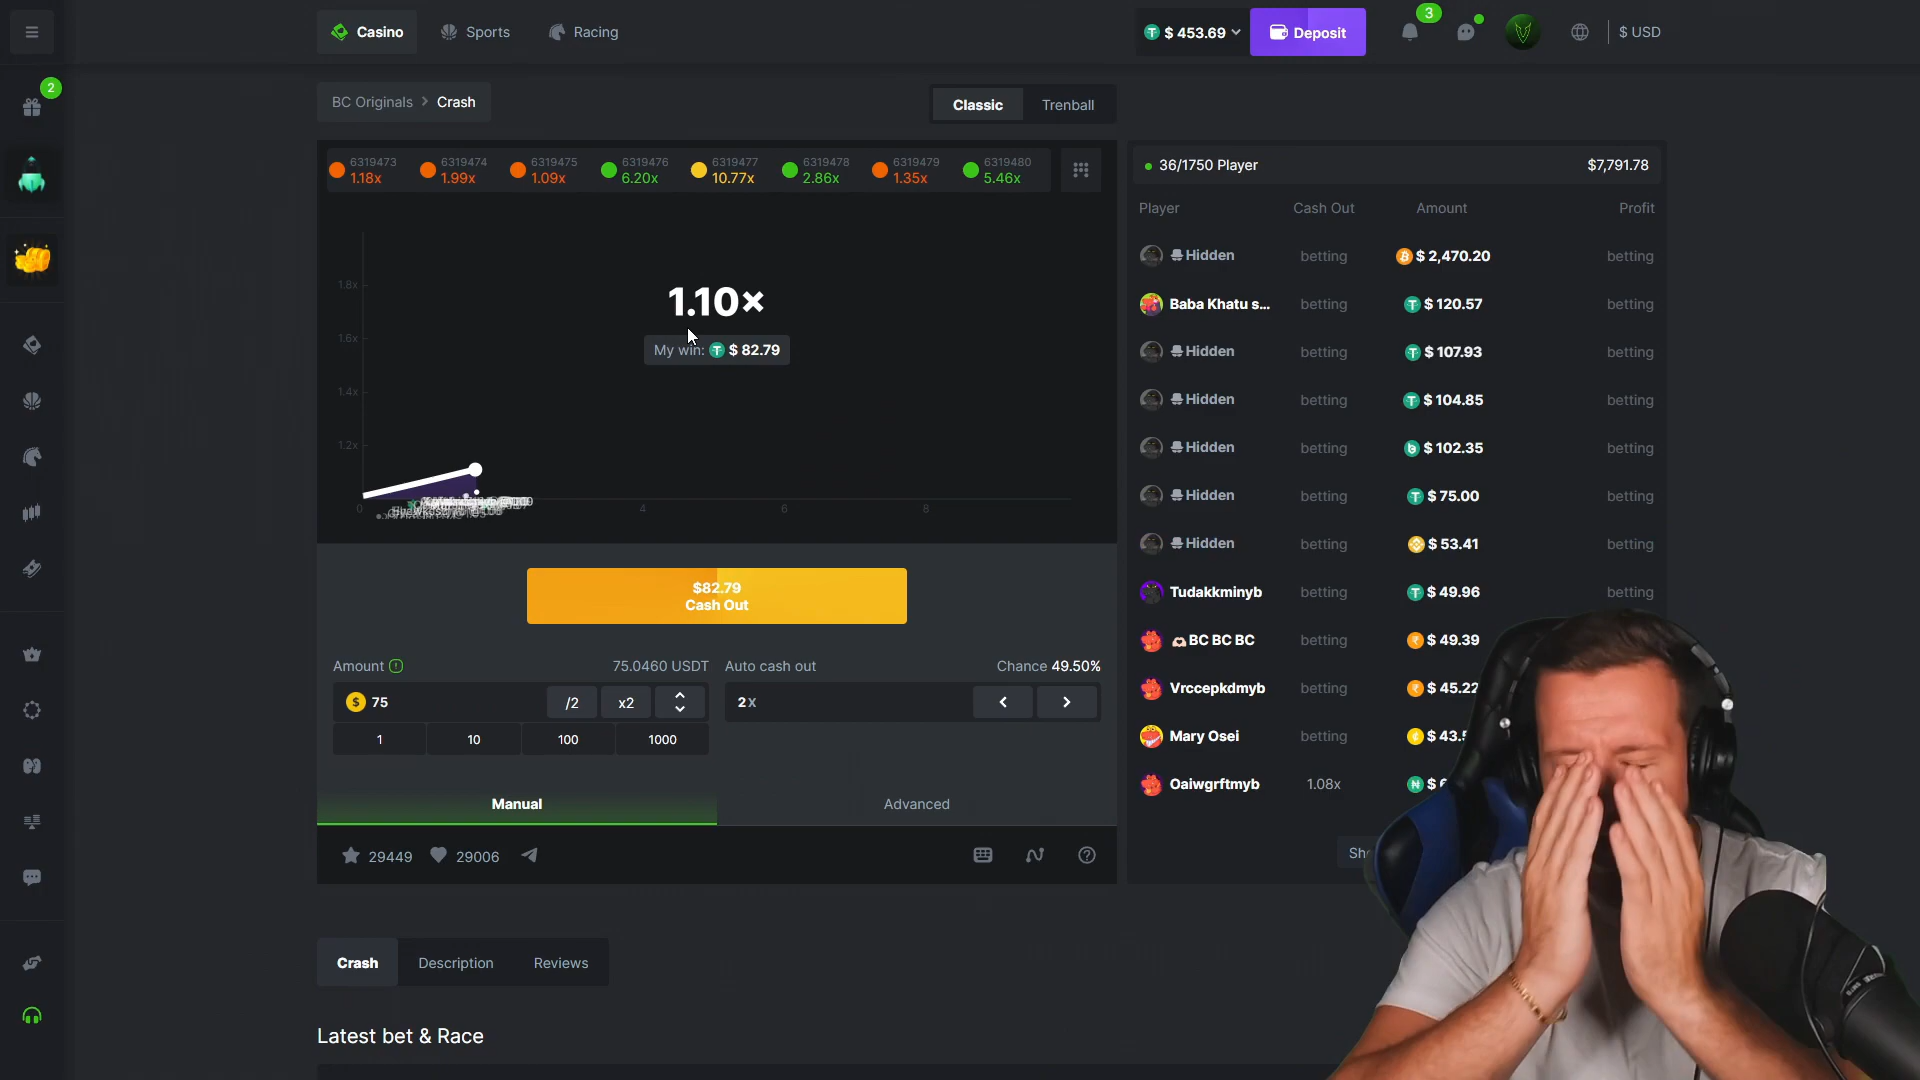 Casino Sports Racing
$ 453.69 Deposit 3 $ USD
2
BC Originals > Crash
Classic Trenball
6319473 6319474 6319475 6319476 6319477 6319478 6319479 6319480
1.18x 1.99x 1.09x 6.20x 10.77x 2.86x 1.35x 5.46x
1.8x
1.6x
1.4x
1.2x
1.10×
My win: $ 82.79
0 4 6 8
$82.79
Cash Out
Amount 75.0460 USDT
75 /2 x2
1 10 100 1000
Auto cash out Chance 49.50%
2x
Manual Advanced
29449 29006
36/1750 Player $7,791.78
Player Cash Out Amount Profit
Hidden betting $ 2,470.20 betting
Baba Khatu s... betting $ 120.57 betting
Hidden betting $ 107.93 betting
Hidden betting $ 104.85 betting
Hidden betting $ 102.35 betting
Hidden betting $ 75.00 betting
Hidden betting $ 53.41 betting
Tudakkminyb betting $ 49.96 betting
BC BC BC betting $ 49.39
Vrccepkdmyb betting $ 45.22
Mary Osei betting
Oaiwgrftmyb 1.08x
Crash Description Reviews
Latest bet & Race